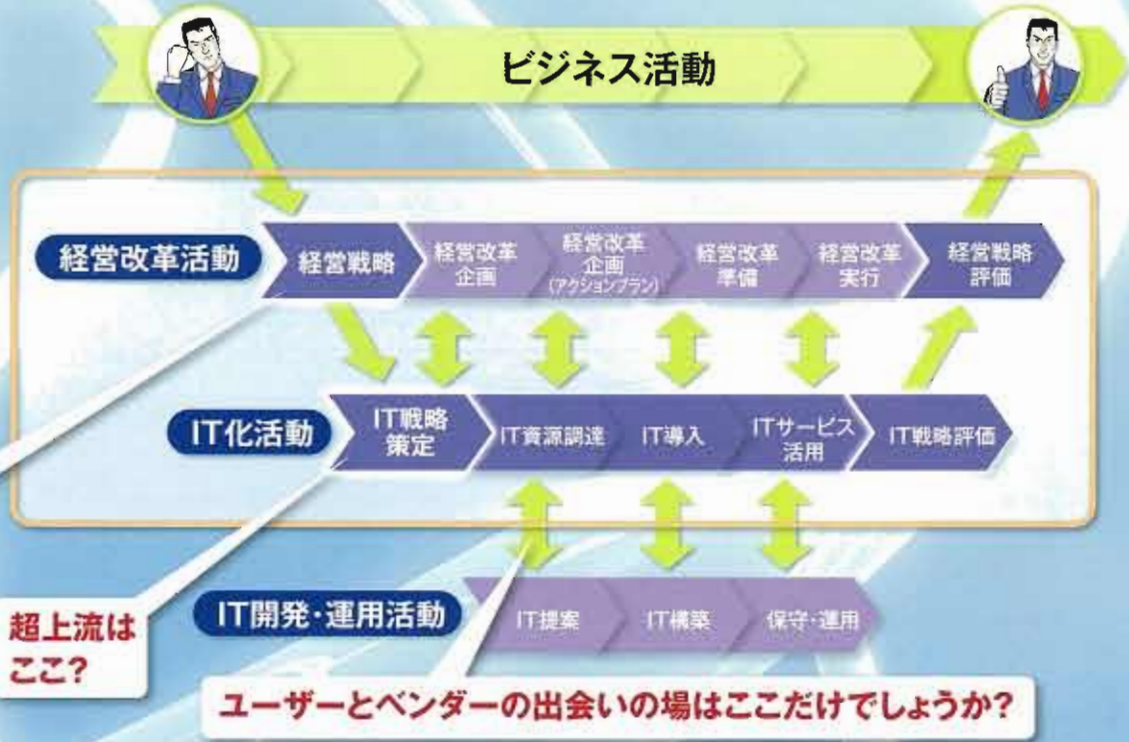 ビジネス活動
経営改革活動
経営戦略
経営改革
企画
経営改革
企画
(アクションプラン)
経営改革
準備
経営改革
実行
経営戦略
評価
IT化活動
IT戦略
策定
IT資源調達
IT導入
ITサービス
活用
IT戦略評価
IT開発・運用活動
IT提案
IT構築
保守・運用
超上流は
ここ?
ユーザーとベンダーの出会いの場はここだけでしょうか?